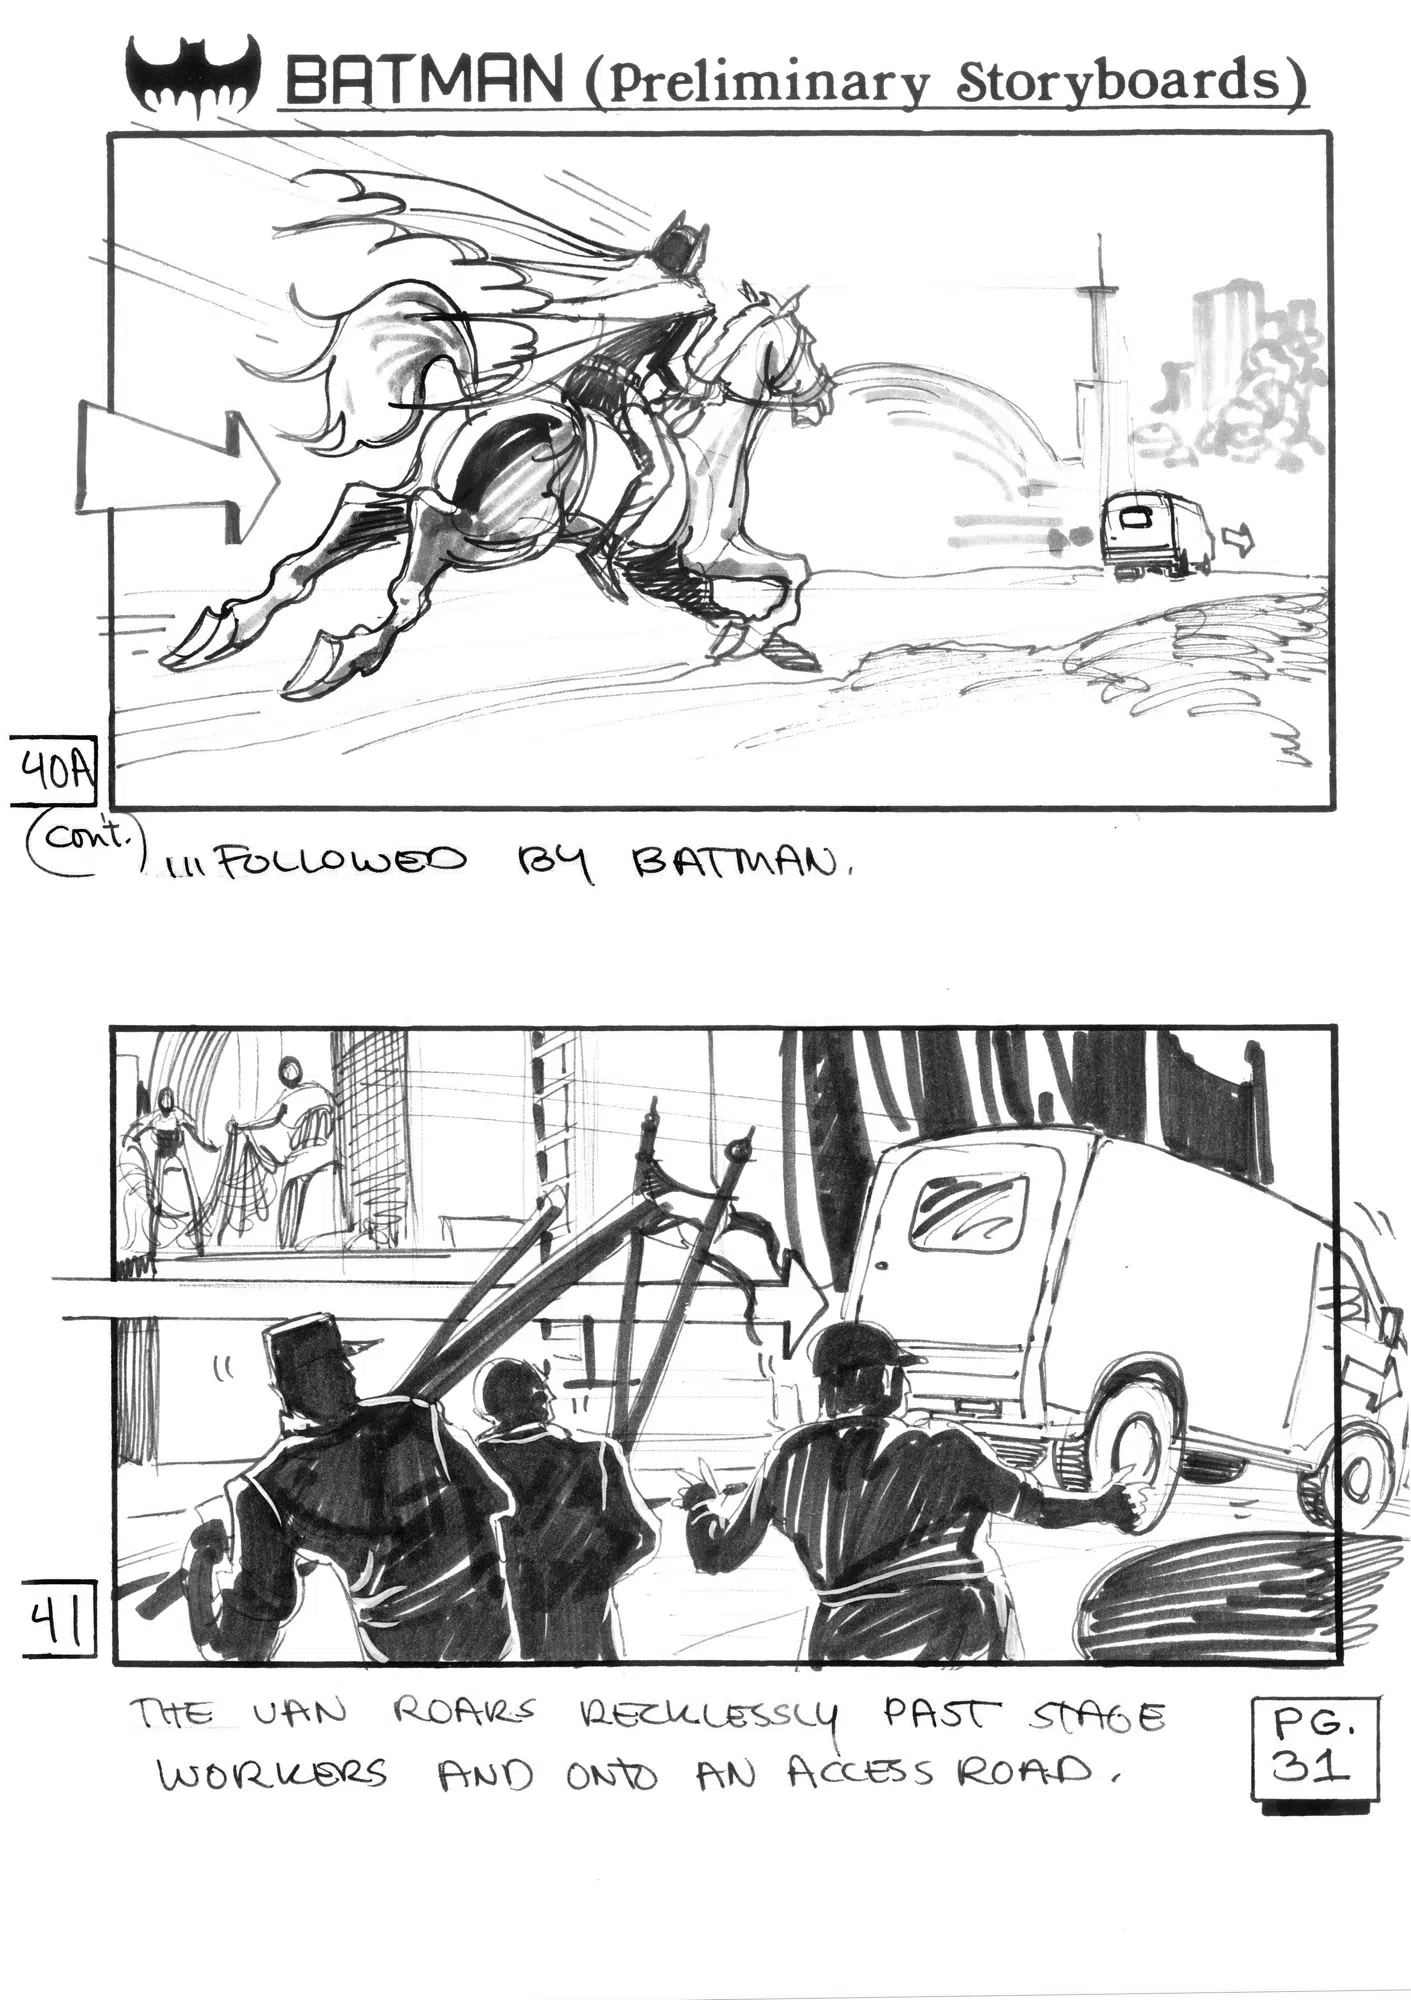 BATMAN (Preliminary Storyboards)
40A
(con't.)
...FOLLOWED BY BATMAN.
41
THE VAN ROARS RECKLESSLY PAST STAGE
WORKERS AND ONTO AN ACCESS ROAD.
PG.
31